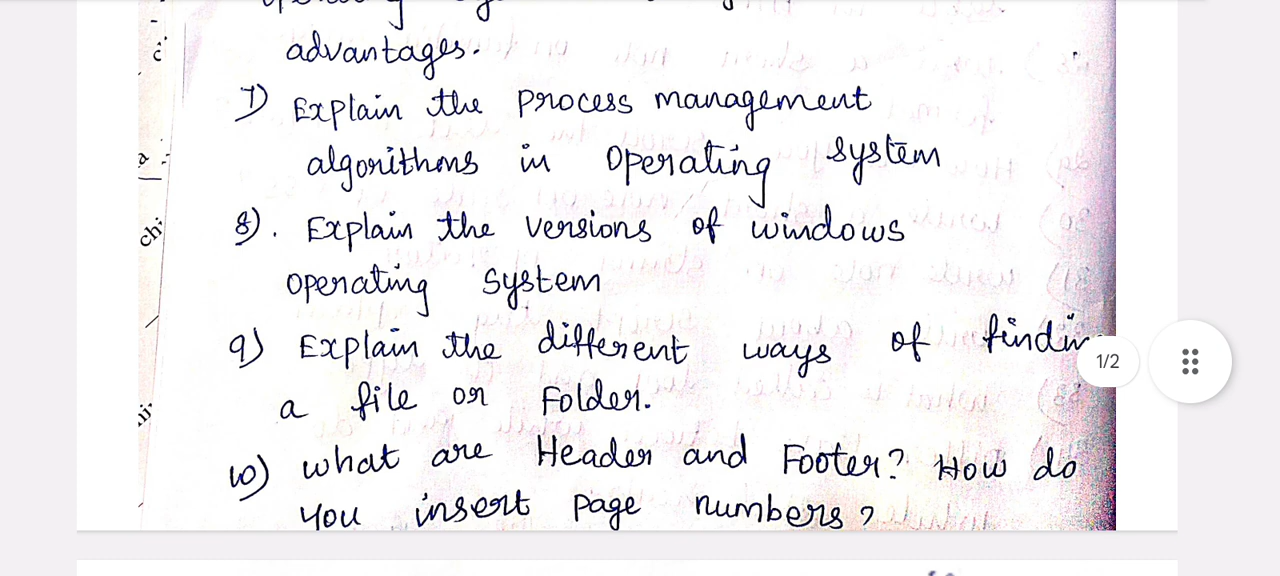 advantages.
7) Explain the process management
algorithms in operating system
8). Explain the versions of windows
operating system
9) Explain the different ways of
a file or Folder.
10) what are Header and Footer? How do
you insert page numbers?
1/2